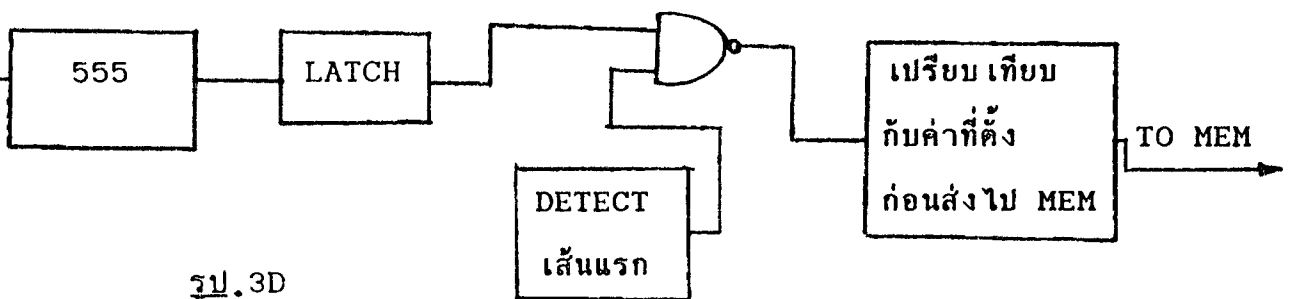 555
LATCH
DETECT
เส้นแรก
เปรียบเทียบ
กับค่าที่ตั้ง
ก่อนส่งไป MEM
TO MEM
รูป.3D